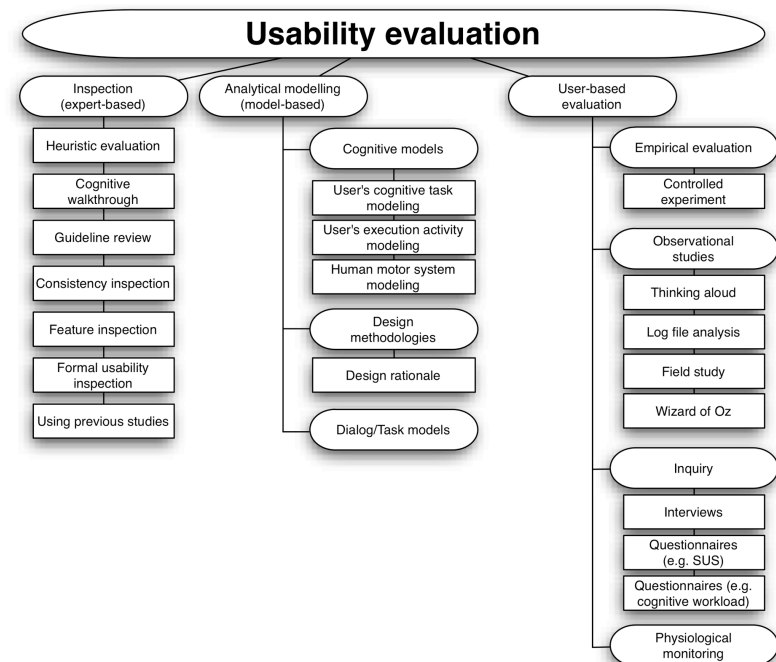 Usability evaluation
Inspection
(expert-based)
Heuristic evaluation
Cognitive
walkthrough
Guideline review
Consistency inspection
Feature inspection
Formal usability
inspection
Using previous studies
Analytical modelling
(model-based)
Cognitive models
User's cognitive task
modeling
User's execution activity
modeling
Human motor system
modeling
Design
methodologies
Design rationale
Dialog/Task models
User-based
evaluation
Empirical evaluation
Controlled
experiment
Observational
studies
Thinking aloud
Log file analysis
Field study
Wizard of Oz
Inquiry
Interviews
Questionnaires
(e.g. SUS)
Questionnaires (e.g.
cognitive workload)
Physiological
monitoring